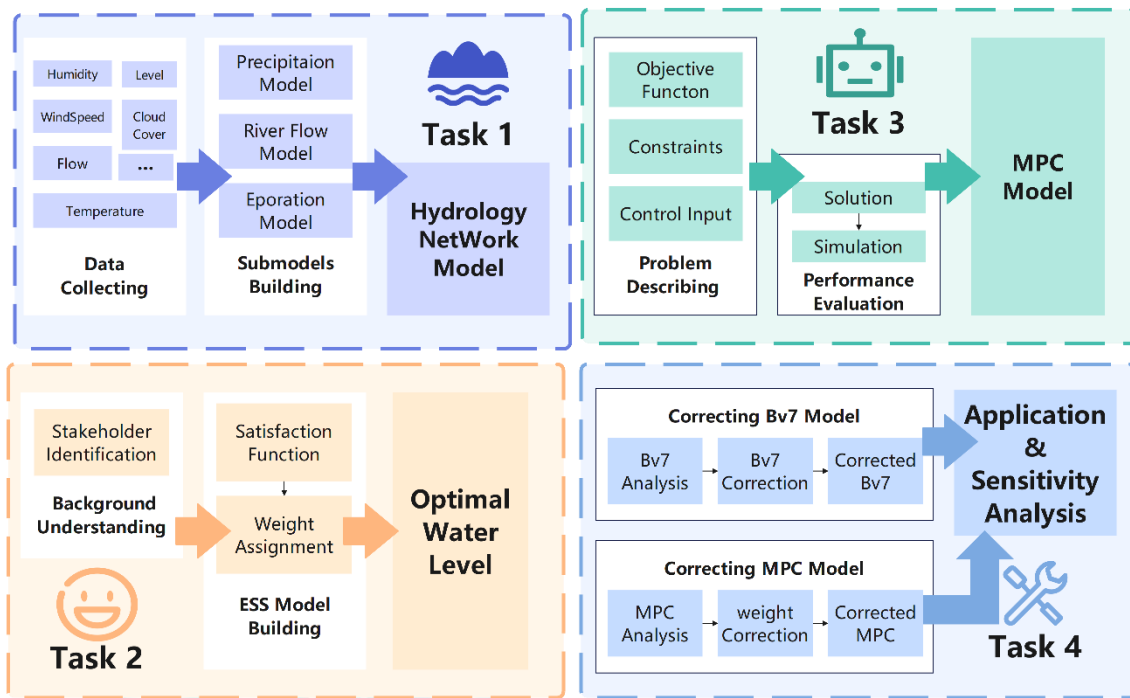 Humidity
Level
WindSpeed
Cloud
Cover
Flow
...
Temperature
Data
Collecting
Precipitaion
Model
River Flow
Model
Eporation
Model
Submodels
Building
Task 1
Hydrology
NetWork
Model
Objective
Functon
Constraints
Control Input
Problem
Describing
Task 3
Solution
Simulation
Performance
Evaluation
MPC
Model
Stakeholder
Identification
Background
Understanding
Task 2
Satisfaction
Function
Weight
Assignment
ESS Model
Building
Optimal
Water
Level
Correcting Bv7 Model
Bv7
Analysis
Bv7
Correction
Corrected
Bv7
Correcting MPC Model
MPC
Analysis
weight
Correction
Corrected
MPC
Application
&
Sensitivity
Analysis
Task 4